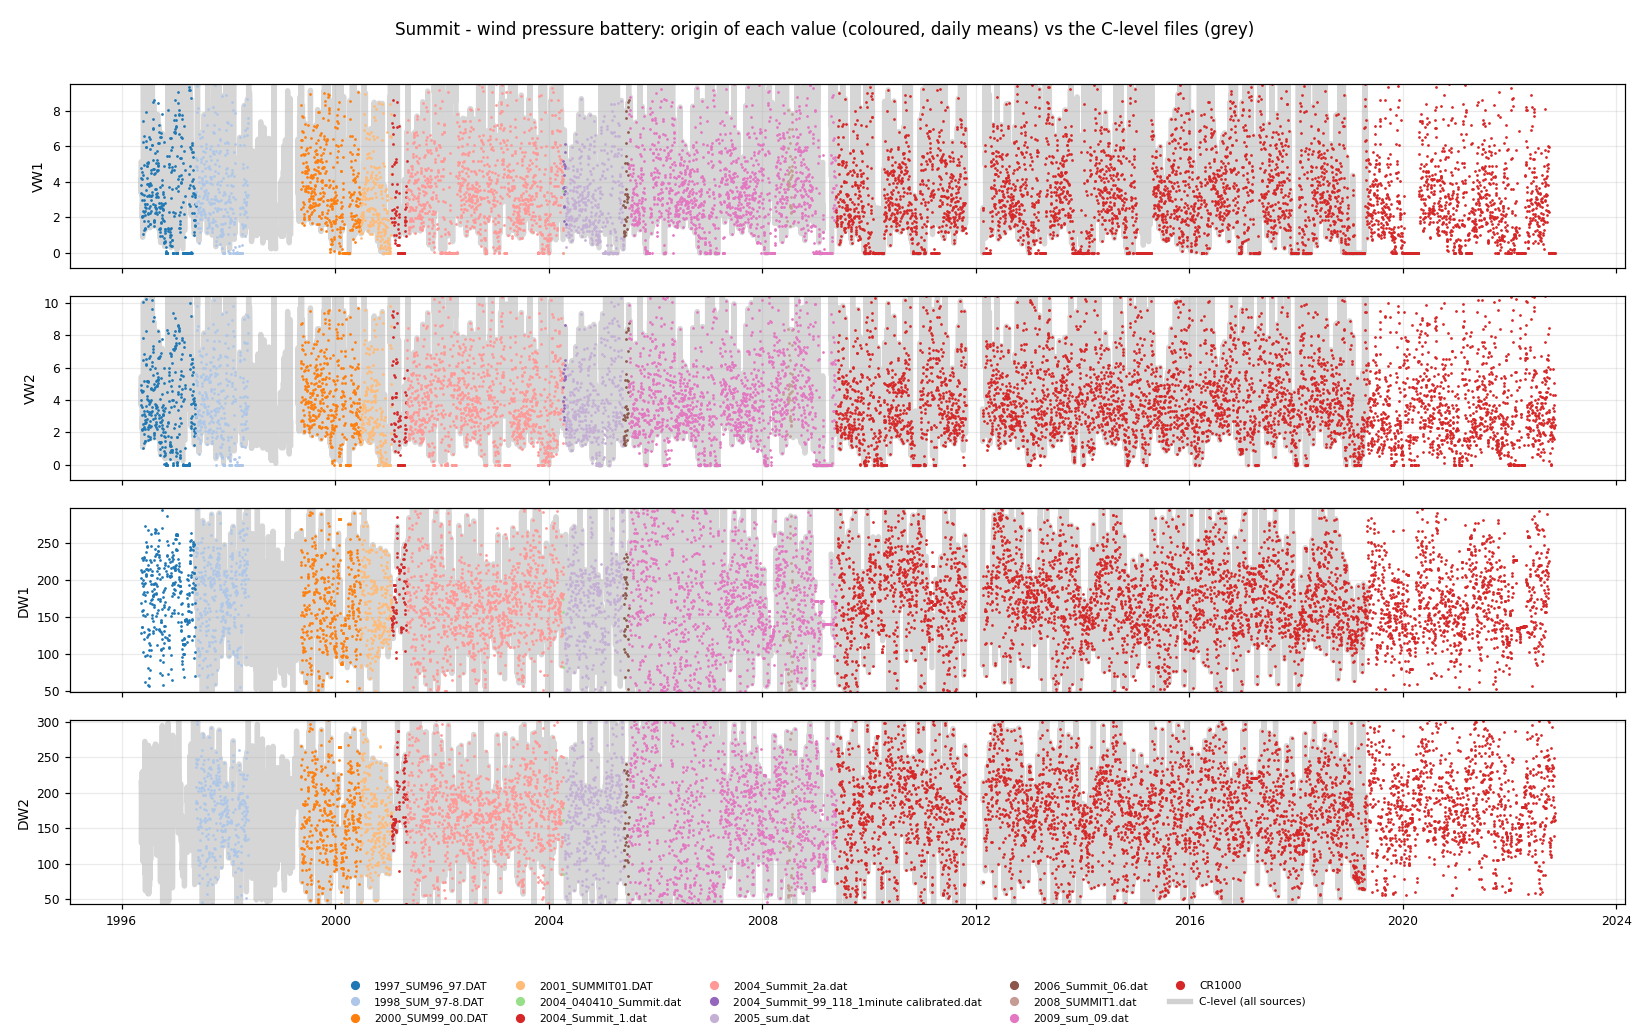 Summit - wind pressure battery: origin of each value (coloured, daily means) vs the C-level files (grey)
VW1
8
6
4
2
0
VW2
10
8
6
4
2
0
DW1
250
200
150
100
50
DW2
300
250
200
150
100
50
1996 2000 2004 2008 2012 2016 2020 2024
1997_SUM96_97.DAT 2001_SUMMIT01.DAT 2004_Summit_2a.dat 2006_Summit_06.dat CR1000
1998_SUM_97-8.DAT 2004_040410_Summit.dat 2004_Summit_99_118_1minute calibrated.dat 2008_SUMMIT1.dat C-level (all sources)
2000_SUM99_00.DAT 2004_Summit_1.dat 2005_sum.dat 2009_sum_09.dat